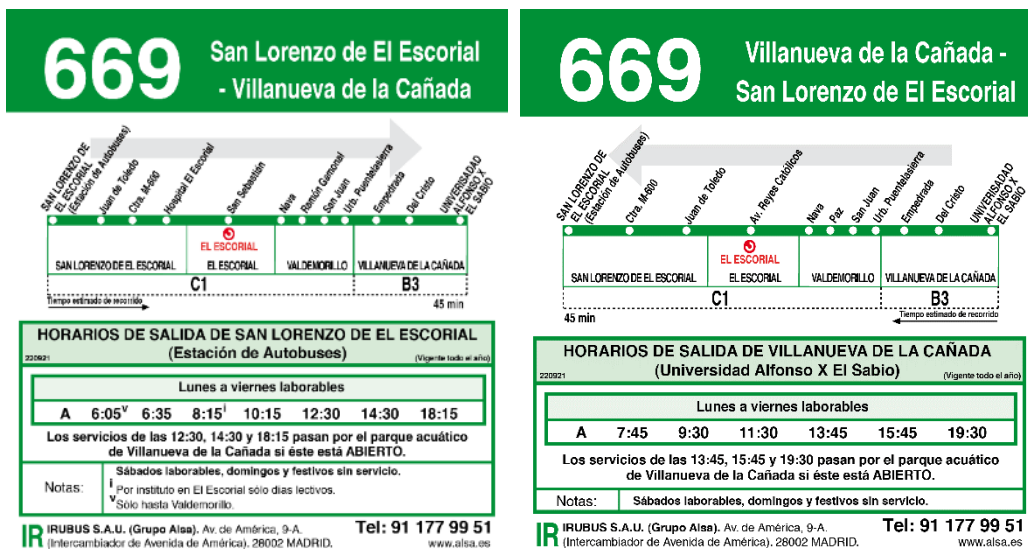 669
San Lorenzo de El Escorial
- Villanueva de la Cañada
SAN LORENZO DE
EL ESCORIAL
(Estación de Autobuses)
Juan de Toledo
Ctra. M-600
Hospital El Escorial
San Sebastián
Nava
Ramón Gamonal
San Juan
Urb. Puentelasierra
Empedrada
Del Cristo
UNIVERISADAD
ALFONSO X
EL SABIO
EL ESCORIAL
SAN LORENZO DE EL ESCORIAL
EL ESCORIAL
VALDEMORILLO
VILLANUEVA DE LA CAÑADA
C1
B3
Tiempo estimado de recorrido
45 min
HORARIOS DE SALIDA DE SAN LORENZO DE EL ESCORIAL
(Estación de Autobuses)
220921
(Vigente todo el año)
Lunes a viernes laborables
A 6:05v 6:35 8:15i 10:15 12:30 14:30 18:15
Los servicios de las 12:30, 14:30 y 18:15 pasan por el parque acuático
de Villanueva de la Cañada si éste está ABIERTO.
Notas:
Sábados laborables, domingos y festivos sin servicio.
i Por instituto en El Escorial sólo dias lectivos.
v Sólo hasta Valdemorillo.
IR
IRUBUS S.A.U. (Grupo Alsa). Av. de América, 9-A.
(Intercambiador de Avenida de América). 28002 MADRID.
Tel: 91 177 99 51
www.alsa.es
669
Villanueva de la Cañada -
San Lorenzo de El Escorial
SAN LORENZO DE
EL ESCORIAL
(Estación de Autobuses)
Ctra. M-600
Juan de Toledo
Av. Reyes Católicos
Nava
Paz
San Juan
Urb. Puentelasierra
Empedrada
Del Cristo
UNIVERSIDAD
ALFONSO X
EL SABIO
EL ESCORIAL
SAN LORENZO DE EL ESCORIAL
EL ESCORIAL
VALDEMORILLO
VILLANUEVA DE LA CAÑADA
C1
B3
45 min
Tiempo estimado de recorrido
HORARIOS DE SALIDA DE VILLANUEVA DE LA CAÑADA
(Universidad Alfonso X El Sabio)
220921
(Vigente todo el año)
Lunes a viernes laborables
A 7:45 9:30 11:30 13:45 15:45 19:30
Los servicios de las 13:45, 15:45 y 19:30 pasan por el parque acuático
de Villanueva de la Cañada si éste está ABIERTO.
Notas:
Sábados laborables, domingos y festivos sin servicio.
IR
IRUBUS S.A.U. (Grupo Alsa). Av. de América, 9-A.
(Intercambiador de Avenida de América). 28002 MADRID.
Tel: 91 177 99 51
www.alsa.es